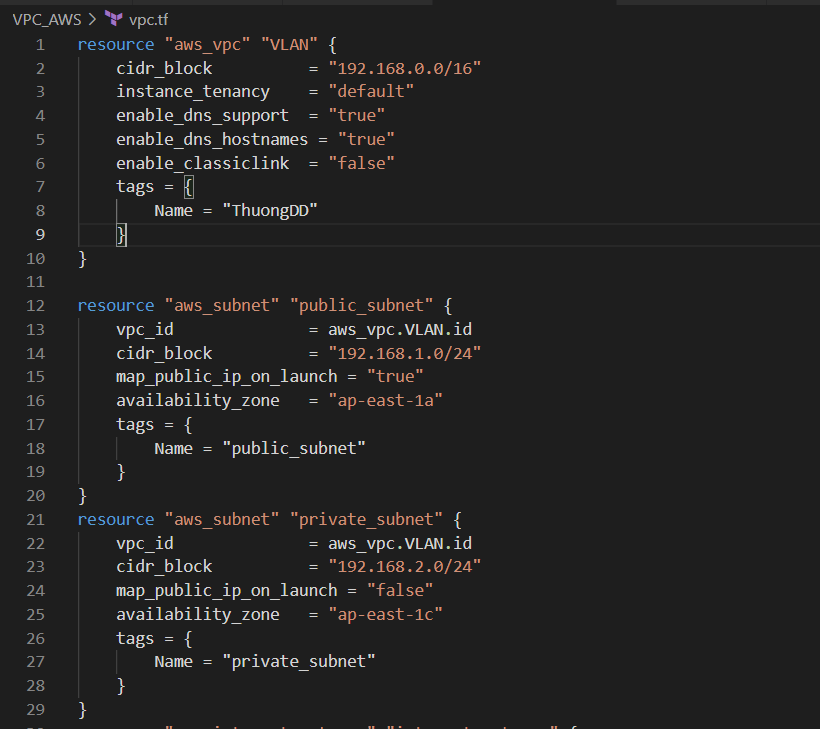 VPC_AWS > vpc.tf
1 resource "aws_vpc" "VLAN" {
2     cidr_block          = "192.168.0.0/16"
3     instance_tenancy    = "default"
4     enable_dns_support  = "true"
5     enable_dns_hostnames = "true"
6     enable_classiclink  = "false"
7     tags = {
8         Name = "ThuongDD"
9     }
10 }
11
12 resource "aws_subnet" "public_subnet" {
13     vpc_id              = aws_vpc.VLAN.id
14     cidr_block          = "192.168.1.0/24"
15     map_public_ip_on_launch = "true"
16     availability_zone   = "ap-east-1a"
17     tags = {
18         Name = "public_subnet"
19     }
20 }
21 resource "aws_subnet" "private_subnet" {
22     vpc_id              = aws_vpc.VLAN.id
23     cidr_block          = "192.168.2.0/24"
24     map_public_ip_on_launch = "false"
25     availability_zone   = "ap-east-1c"
26     tags = {
27         Name = "private_subnet"
28     }
29 }